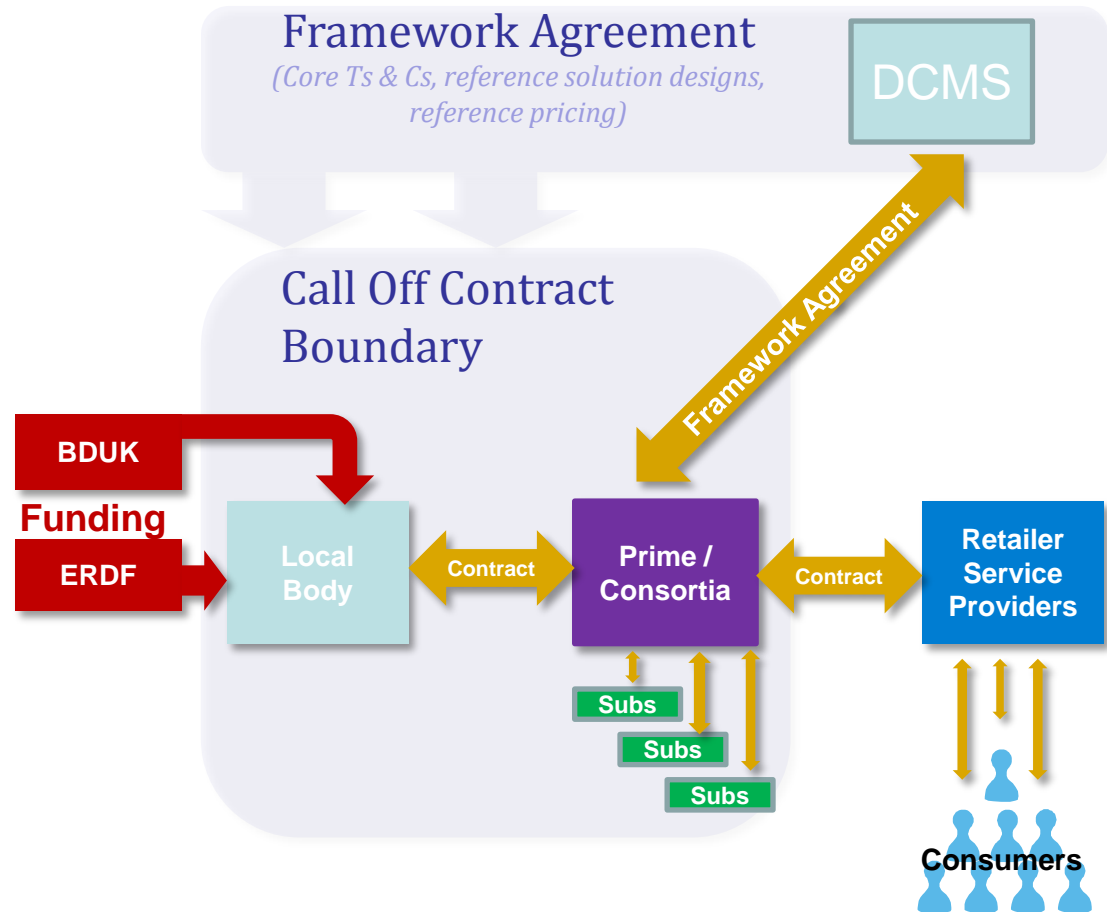 Framework Agreement
(Core Ts & Cs, reference solution designs,
reference pricing)
DCMS
Framework Agreement
Call Off Contract
Boundary
BDUK
Funding
ERDF
Local
Body
Contract
Prime /
Consortia
Contract
Retailer
Service
Providers
Subs
Subs
Subs
Consumers